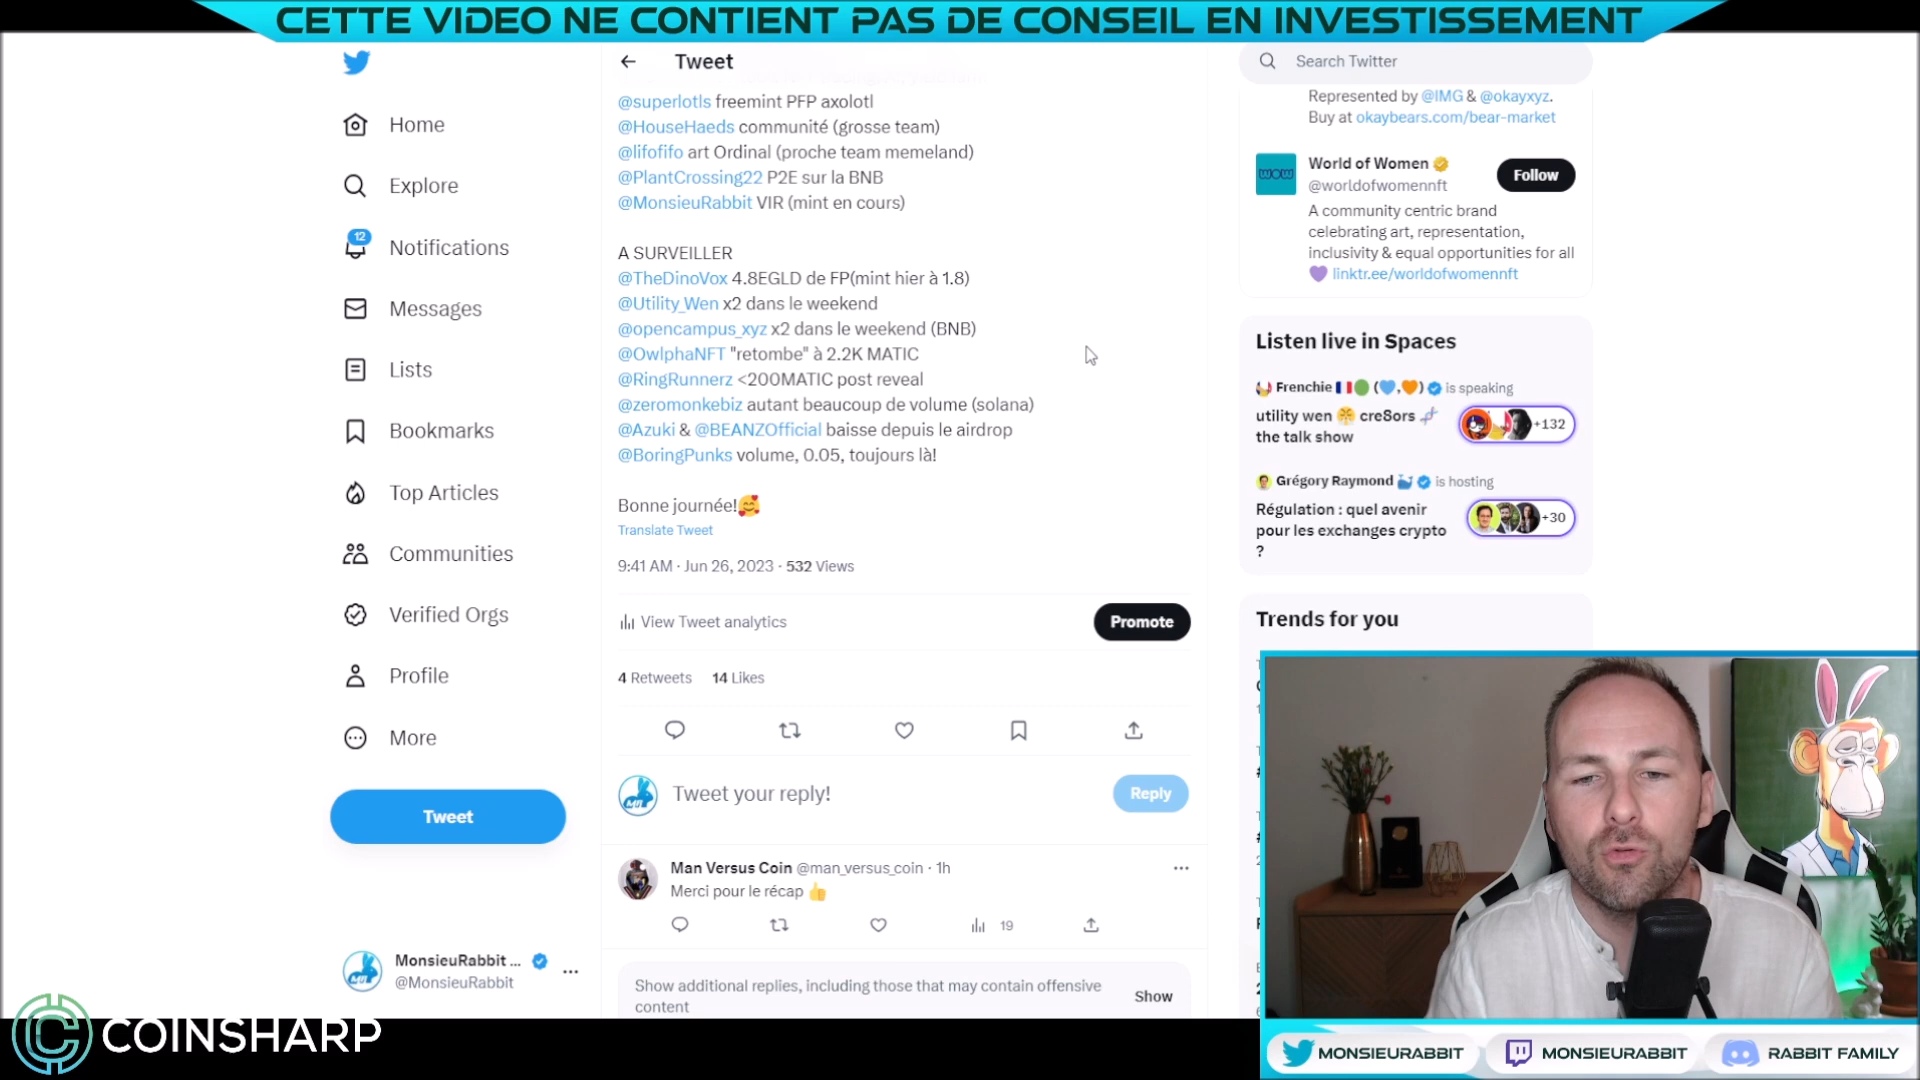 CETTE VIDEO NE CONTIENT PAS DE CONSEIL EN INVESTISSEMENT
Home
Explore
12
Notifications
Messages
Lists
Bookmarks
Top Articles
Communities
Verified Orgs
Profile
More
Tweet
MonsieurRabbit ...
@MonsieurRabbit
Tweet
@superlotls freemint PFP axolotl
@HouseHaeds communité (grosse team)
@lifofifo art Ordinal (proche team memeland)
@PlantCrossing22 P2E sur la BNB
@MonsieuRabbit VIR (mint en cours)
A SURVEILLER
@TheDinoVox 4.8EGLD de FP(mint hier à 1.8)
@Utility_Wen x2 dans le weekend
@opencampus_xyz x2 dans le weekend (BNB)
@OwlphaNFT "retombe" à 2.2K MATIC
@RingRunnerz <200MATIC post reveal
@zeromonkebiz autant beaucoup de volume (solana)
@Azuki & @BEANZOfficial baisse depuis le airdrop
@BoringPunks volume, 0.05, toujours là!
Bonne journée!🥰
Translate Tweet
9:41 AM · Jun 26, 2023 · 532 Views
View Tweet analytics
Promote
4 Retweets 14 Likes
Tweet your reply!
Reply
Man Versus Coin @man_versus_coin · 1h
Merci pour le récap 👍
19
Show additional replies, including those that may contain offensive
content
Show
Search Twitter
Represented by @IMG & @okayxyz.
Buy at okaybears.com/bear-market
WOW
World of Women
@worldofwomennft
Follow
A community centric brand
celebrating art, representation,
inclusivity & equal opportunities for all
💜 linktr.ee/worldofwomennft
Listen live in Spaces
Frenchie 🇫🇷🟢 (💙,🧡) is speaking
utility wen 😤 cre8ors 🧬
the talk show
+132
Grégory Raymond 🐳 is hosting
Régulation : quel avenir
pour les exchanges crypto
?
+30
Trends for you
COINSHARP
MONSIEURABBIT
MONSIEURABBIT
RABBIT FAMILY